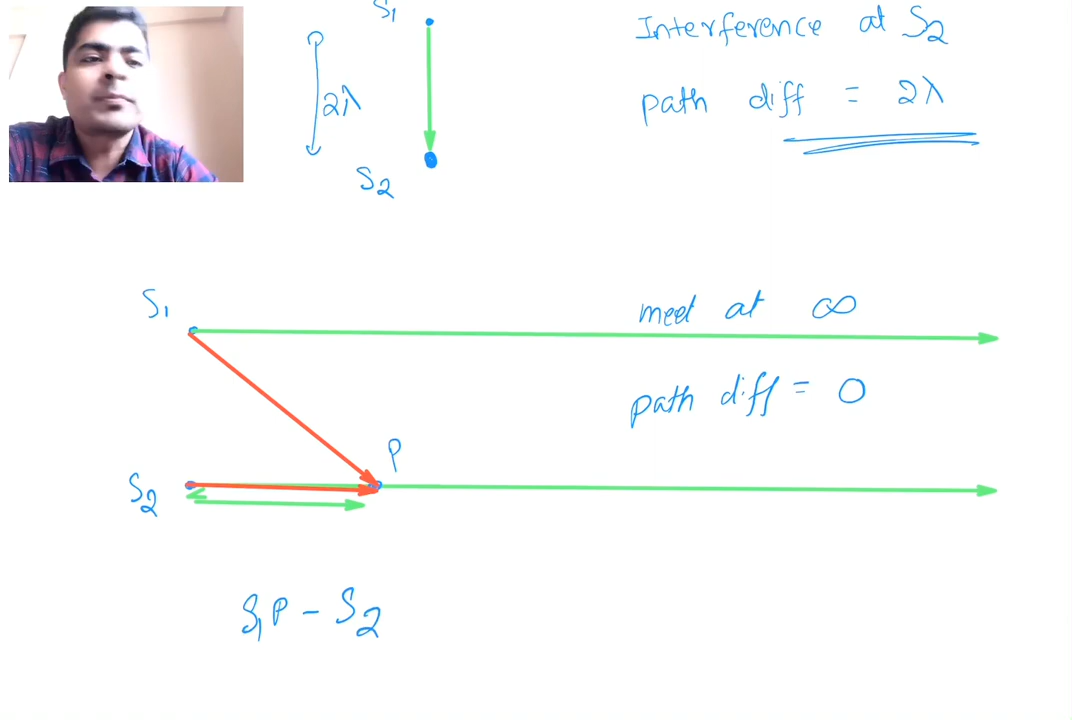 S1
2λ
S2
Interference at S2
path diff = 2λ
S1
meet at ∞
path diff = 0
P
S2
S1P - S2